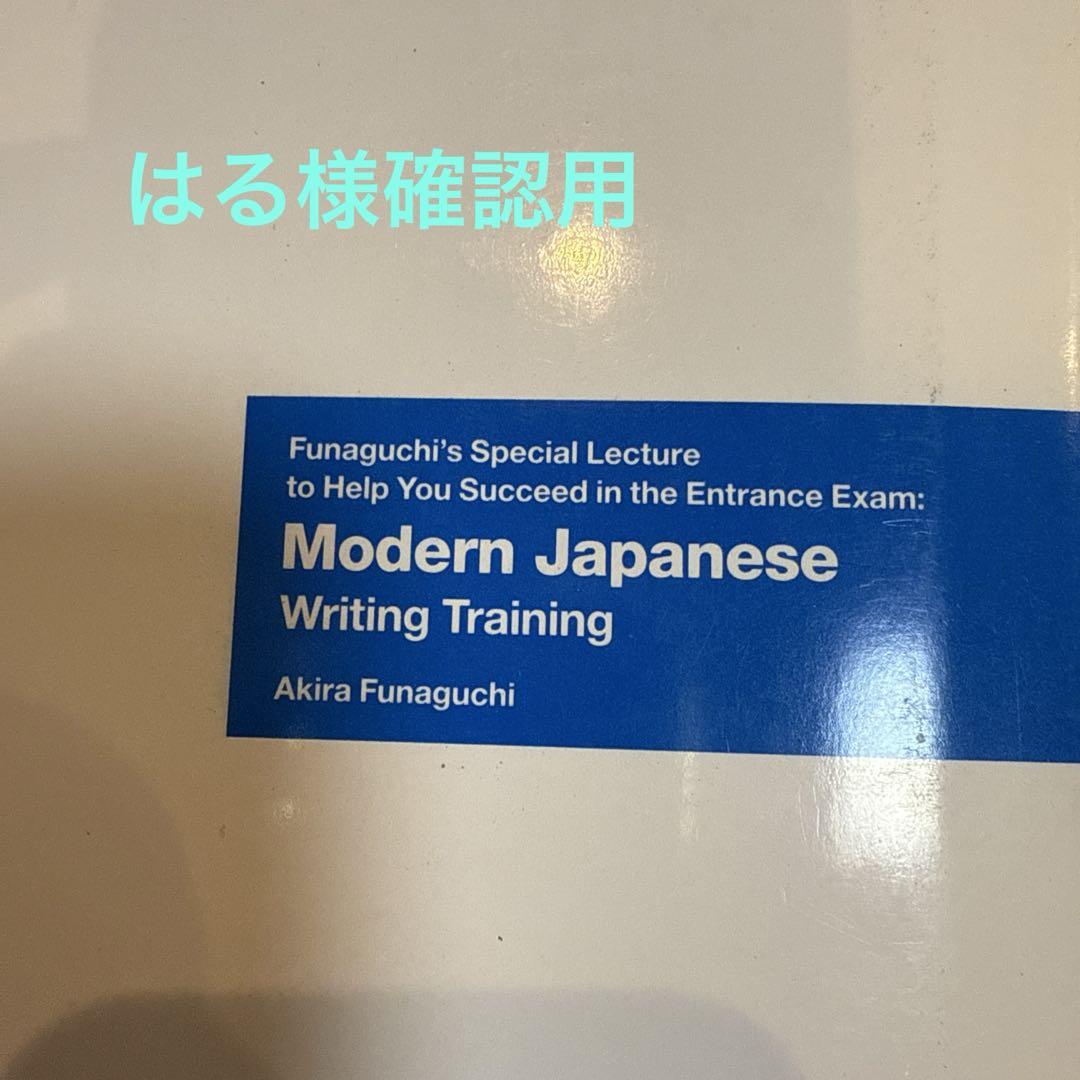 はる様確認用
Funaguchi's Special Lecture
to Help You Succeed in the Entrance Exam:
Modern Japanese
Writing Training
Akira Funaguchi